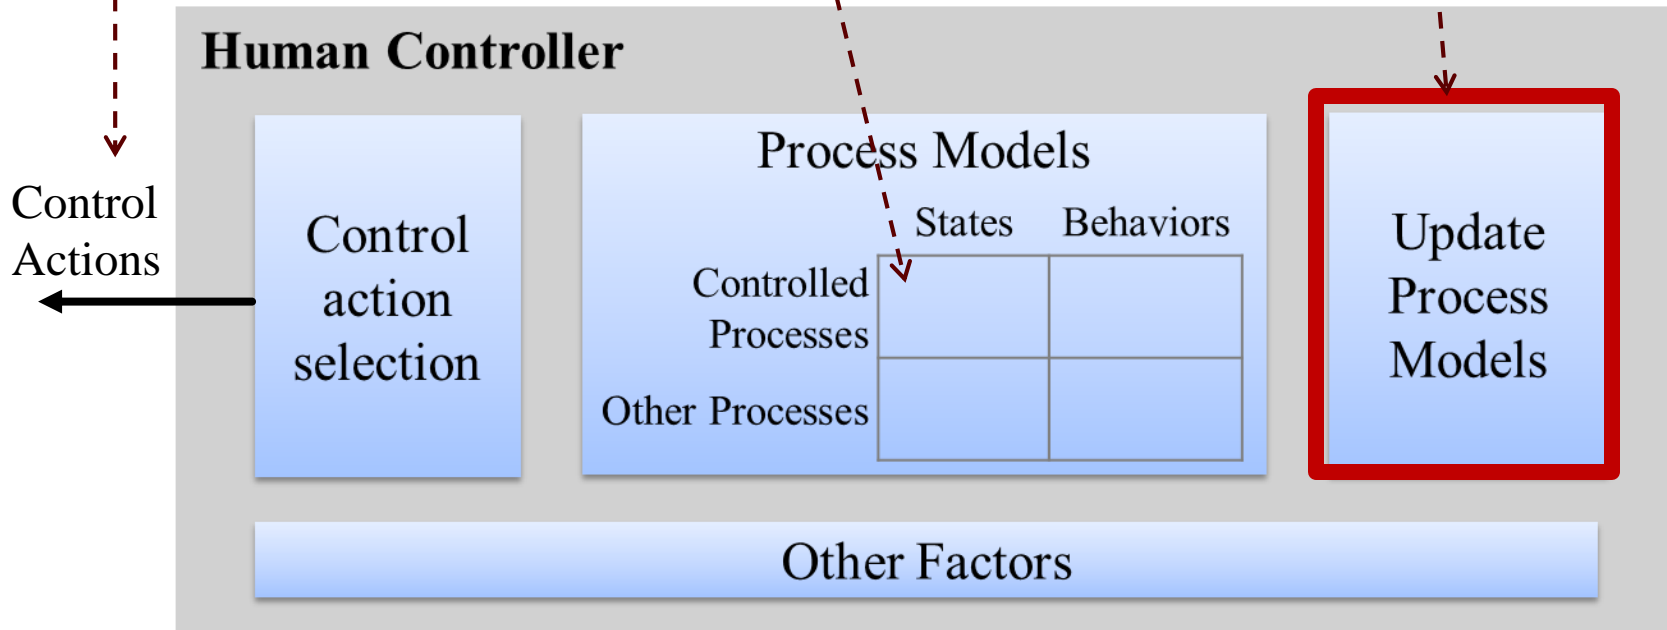 Human Controller
Control
Actions
Control
action
selection
Process Models
States Behaviors
Controlled
Processes
Other Processes
Update
Process
Models
Other Factors